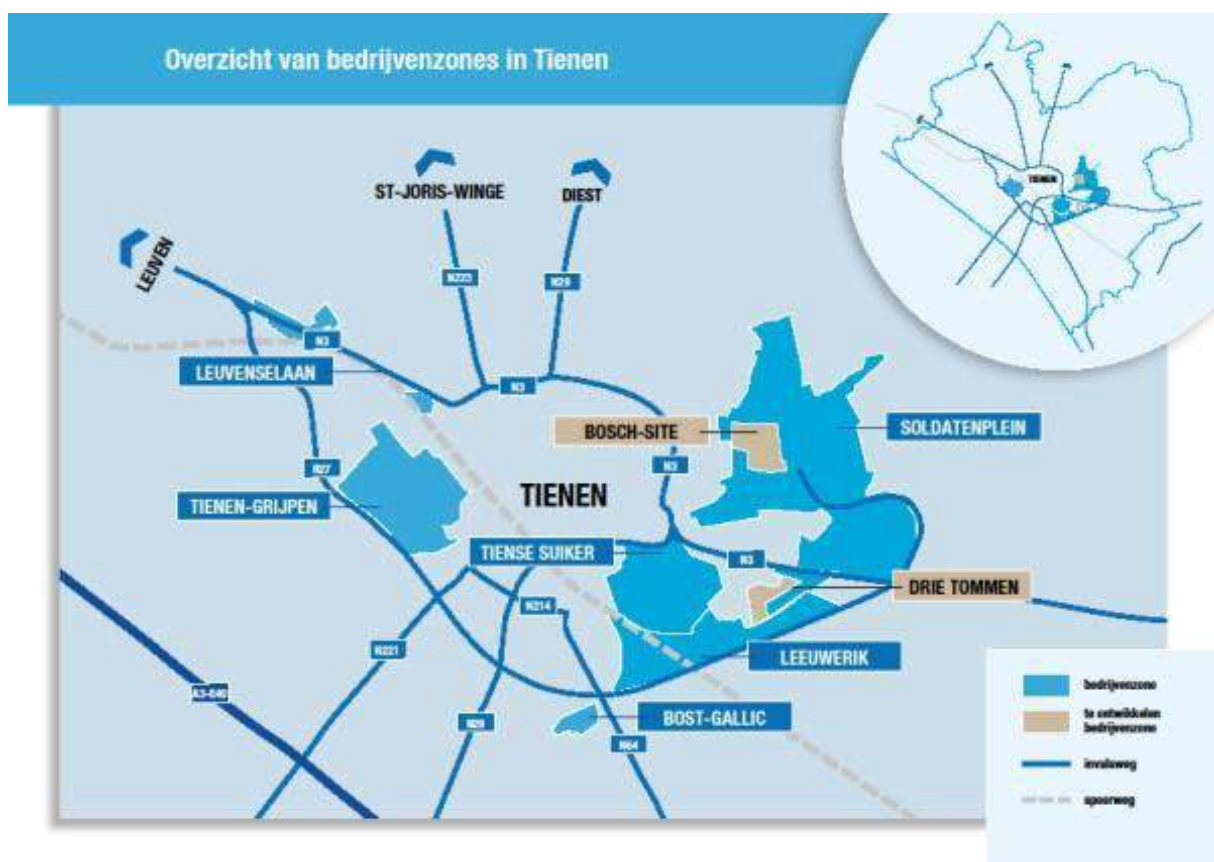 Overzicht van bedrijvenzones in Tienen
TIENEN
ST-JORIS-WINGE
DIEST
LEUVEN
N223
N29
N3
LEUVENSELAAN
N3
BOSCH-SITE
SOLDATENPLEIN
N27
N3
TIENEN-GRIJPEN
TIENEN
TIENSE SUIKER
N3
DRIE TOMMEN
N214
N221
LEEUWERIK
A3-E40
BOST-GALLIC
N29
N64
bedrijvenzone
te ontwikkelen
bedrijvenzone
invalsweg
spoorweg